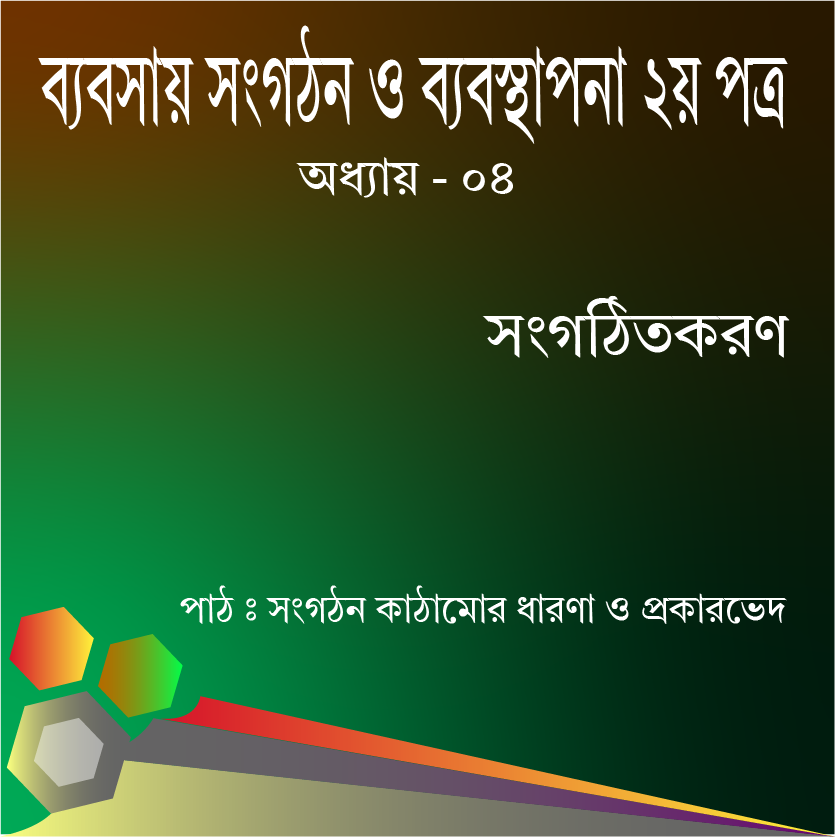 ব্যবসায় সংগঠন ও ব্যবস্থাপনা ২য় পত্র
অধ্যায় - ০৪
সংগঠিতকরণ
পাঠ ঃ সংগঠন কাঠামোর ধারণা ও প্রকারভেদ